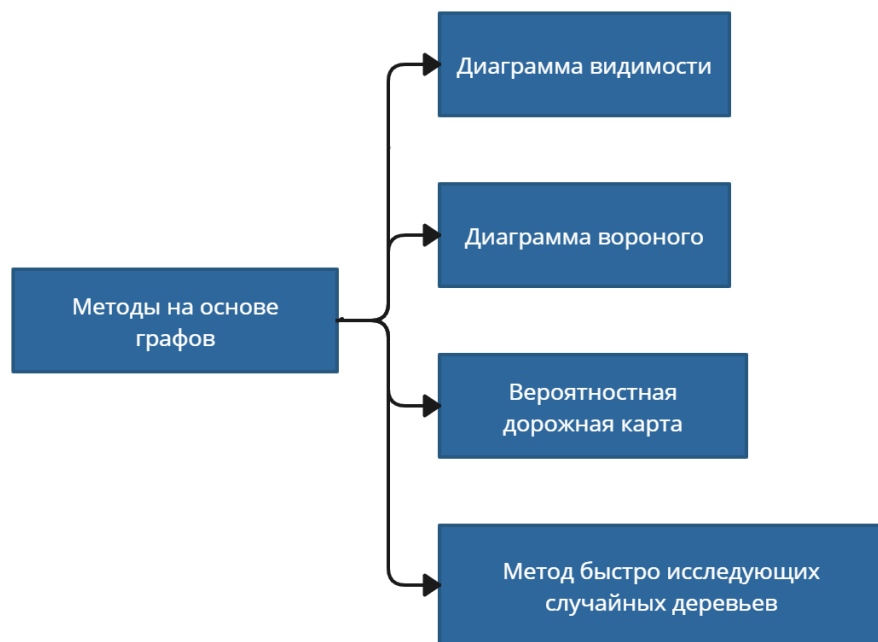 Диаграмма видимости
Диаграмма вороного
Методы на основе
графов
Вероятностная
дорожная карта
Метод быстро исследующих
случайных деревьев